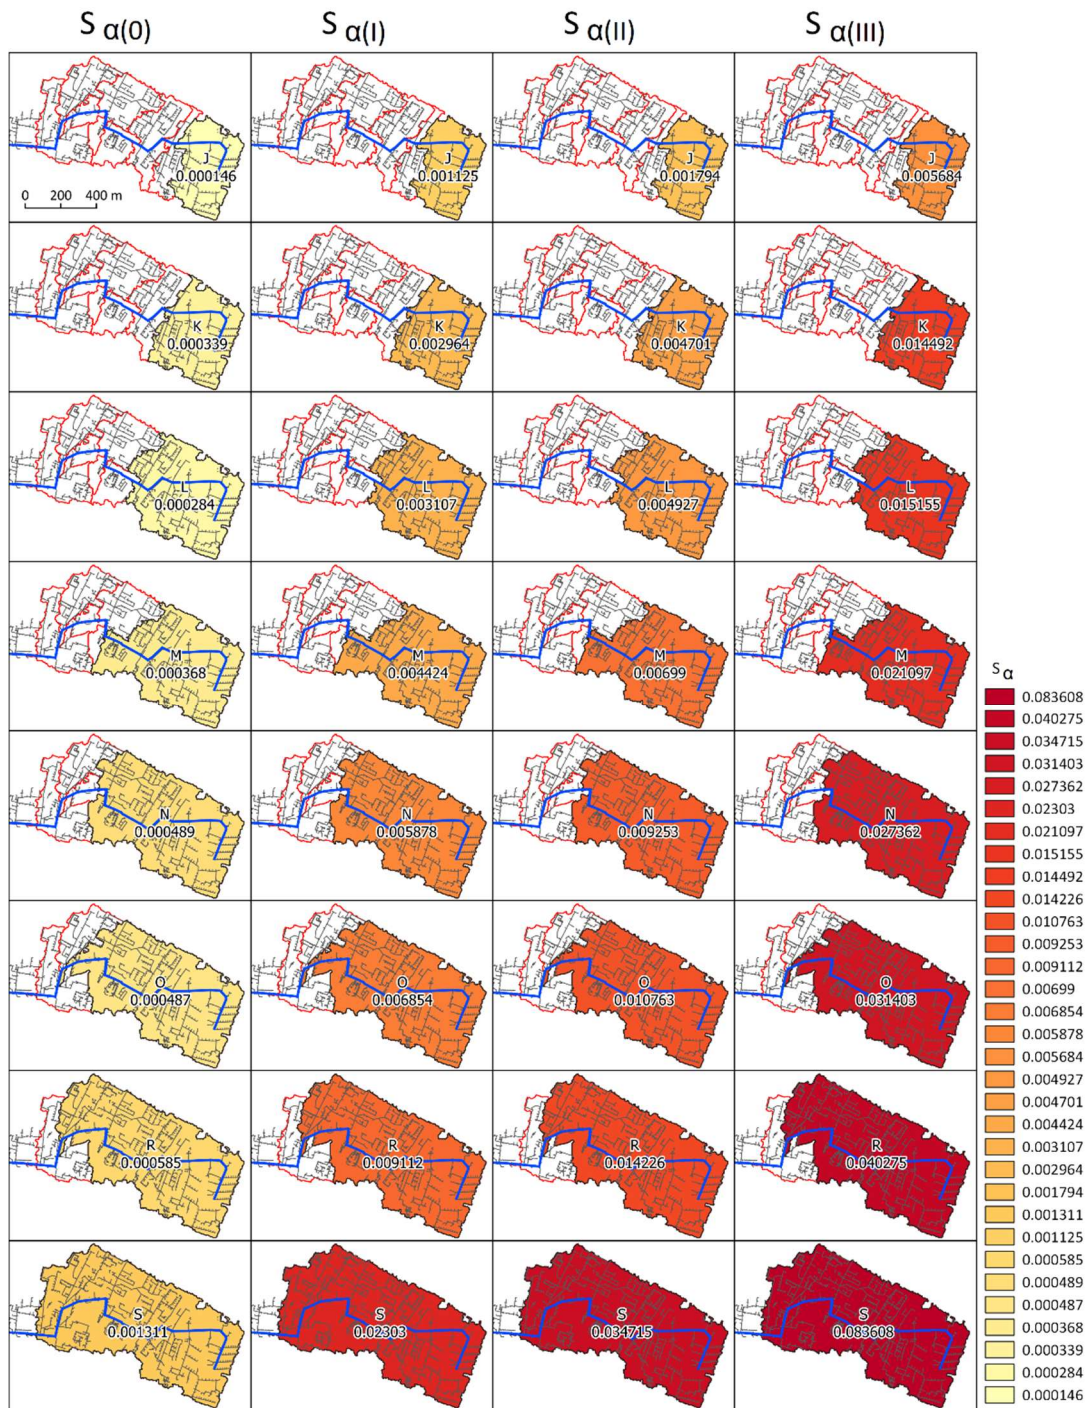 S α(0) S α(I) S α(II) S α(III)
J J J J
0.000146 0.001125 0.001794 0.005684
0 200 400 m
K K K K
0.000339 0.002964 0.004701 0.014492
L L L L
0.000284 0.003107 0.004927 0.015155
M M M M
0.000368 0.004424 0.00699 0.021097
N N N N
0.000489 0.005878 0.009253 0.027362
O O O O
0.000487 0.006854 0.010763 0.031403
R R R R
0.000585 0.009112 0.014226 0.040275
S S S S
0.001311 0.02303 0.034715 0.083608
S α
0.083608
0.040275
0.034715
0.031403
0.027362
0.02303
0.021097
0.015155
0.014492
0.014226
0.010763
0.009253
0.009112
0.00699
0.006854
0.005878
0.005684
0.004927
0.004701
0.004424
0.003107
0.002964
0.001794
0.001311
0.001125
0.000585
0.000489
0.000487
0.000368
0.000339
0.000284
0.000146